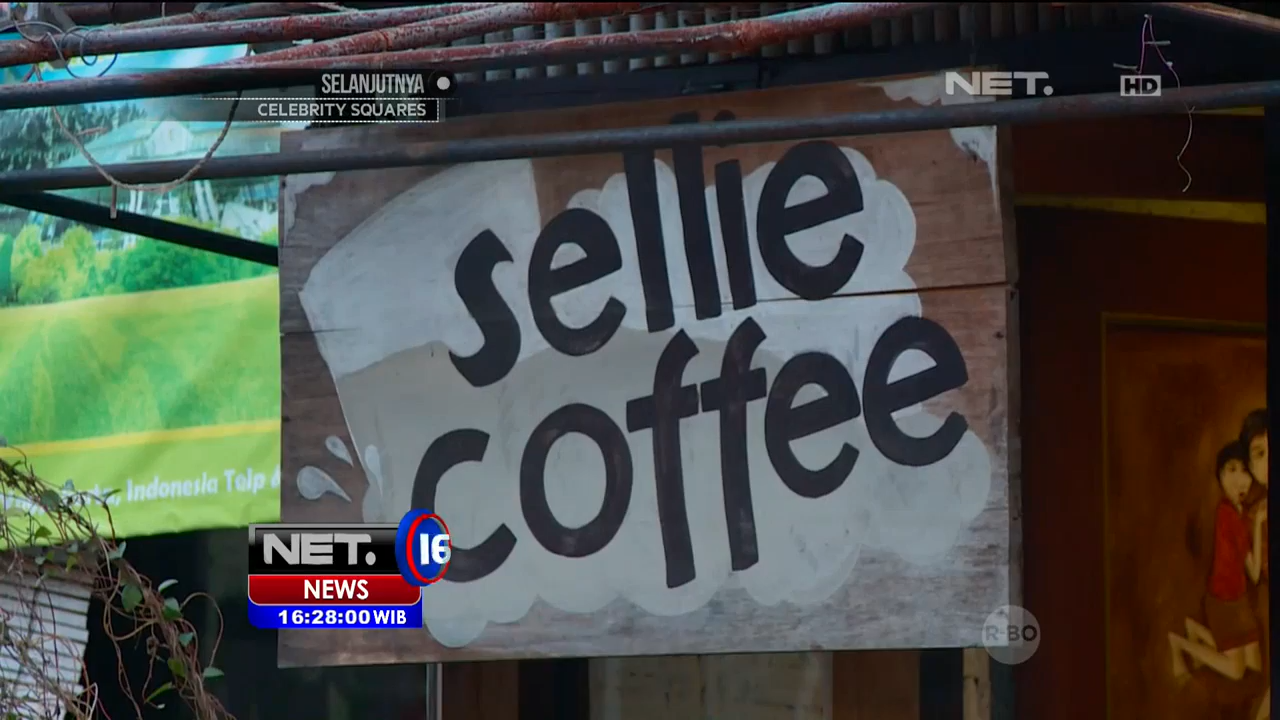 SELANJUTNYA
CELEBRITY SQUARES
NET.
HD
sellie
coffee
Indonesia Telp
NET. 16
NEWS
16:28:00 WIB
R-BO